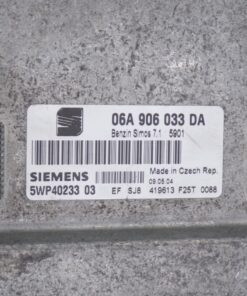 06A 906 033 DA
Benzin Simos 7.1 5901
SIEMENS
Made in Czech Rep.
09.06.04
5WP40233 03
EF SJ8 419613 F25T 0088